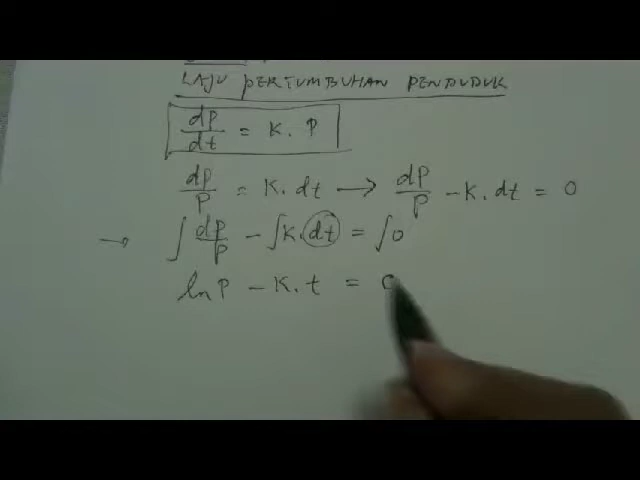 LAJU PERTUMBUHAN PENDUDUK
dP/dt = K. P
dP/P = K. dt → dP/P - K. dt = 0
→ ∫ dP/P - ∫K. dt = ∫0
ln P - K. t =